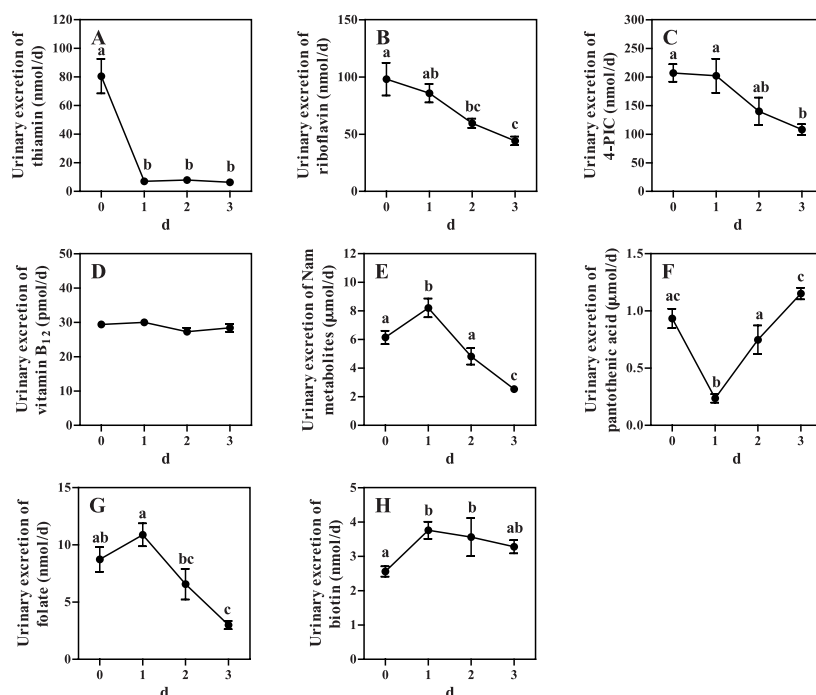 A
Urinary excretion of
thiamin (nmol/d)
80
60
40
20
0
a
b
b
b
0 1 2 3
d
B
Urinary excretion of
riboflavin (nmol/d)
150
100
50
0
a
ab
bc
c
0 1 2 3
d
C
Urinary excretion of
4-PIC (nmol/d)
300
250
200
150
100
50
0
a
a
ab
b
0 1 2 3
d
D
Urinary excretion of
vitamin B12 (pmol/d)
50
40
30
20
10
0
0 1 2 3
d
E
Urinary excretion of Nam
metabolites (μmol/d)
12
10
8
6
4
2
0
a
b
a
c
0 1 2 3
d
F
Urinary excretion of
pantothenic acid (μmol/d)
1.5
1.0
0.5
0.0
ac
b
a
c
0 1 2 3
d
G
Urinary excretion of
folate (nmol/d)
15
10
5
0
ab
a
bc
c
0 1 2 3
d
H
Urinary excretion of
biotin (nmol/d)
5
4
3
2
1
0
a
b
b
ab
0 1 2 3
d